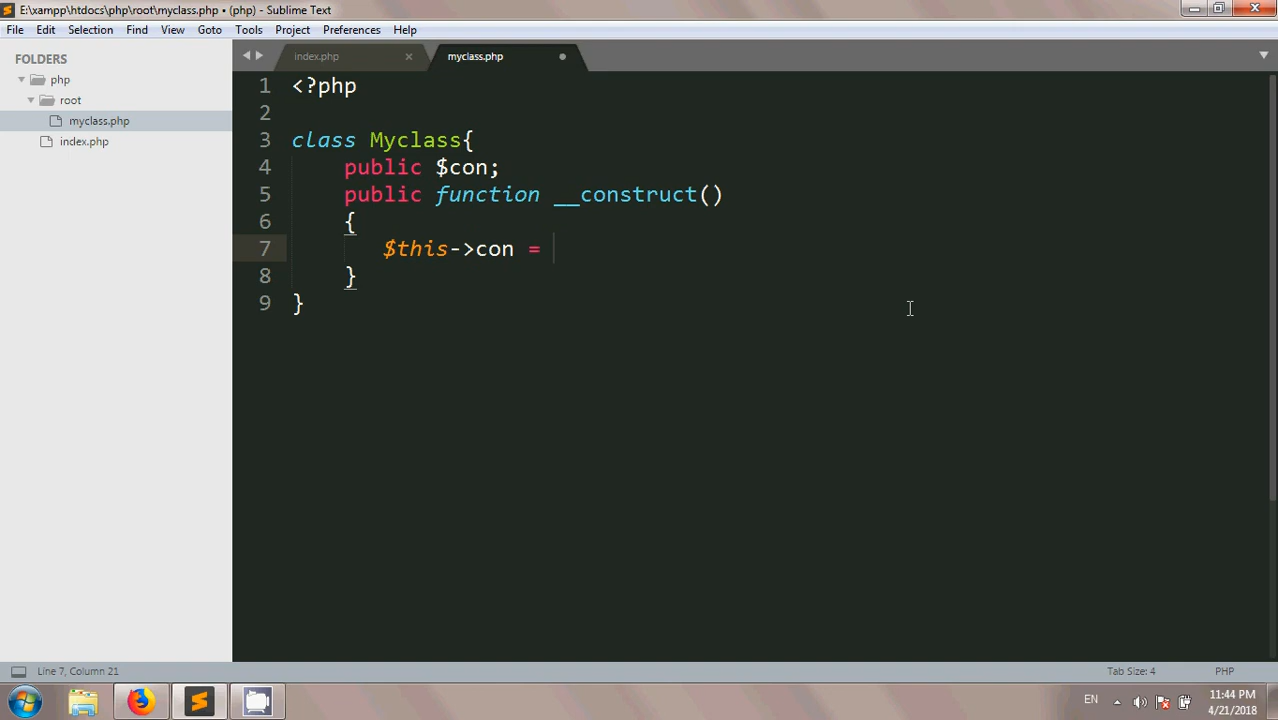 E:\xampp\htdocs\php\root\myclass.php • (php) - Sublime Text
File Edit Selection Find View Goto Tools Project Preferences Help
FOLDERS
php
root
myclass.php
index.php
index.php × myclass.php
1 <?php
2
3 class Myclass{
4 public $con;
5 public function __construct()
6 {
7 $this->con =
8 }
9 }
Line 7, Column 21 Tab Size: 4 PHP
EN 11:44 PM
4/21/2018